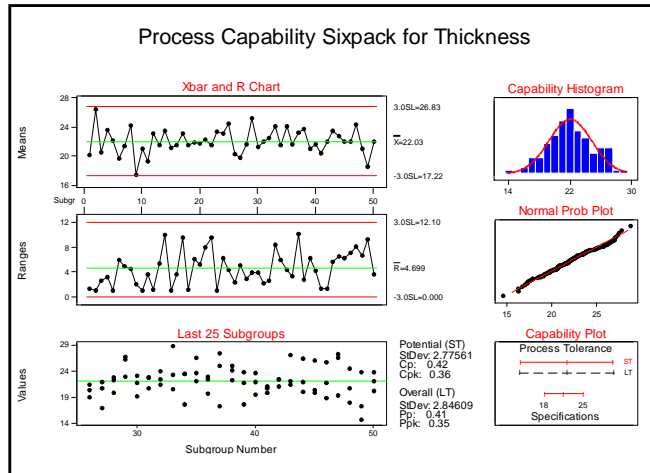 Process Capability Sixpack for Thickness
Xbar and R Chart
Means
28
24
20
16
3.0SL=26.83
X=22.03
-3.0SL=17.22
Subgr
0
10
20
30
40
50
Ranges
12
8
4
0
3.0SL=12.10
R=4.699
-3.0SL=0.000
Last 25 Subgroups
Values
29
24
19
14
30
40
50
Subgroup Number
Potential (ST)
StDev: 2.77561
Cp: 0.42
Cpk: 0.36
Overall (LT)
StDev: 2.84609
Pp: 0.41
Ppk: 0.35
Capability Histogram
14
22
30
Normal Prob Plot
15
20
25
Capability Plot
Process Tolerance
ST
LT
18
25
Specifications